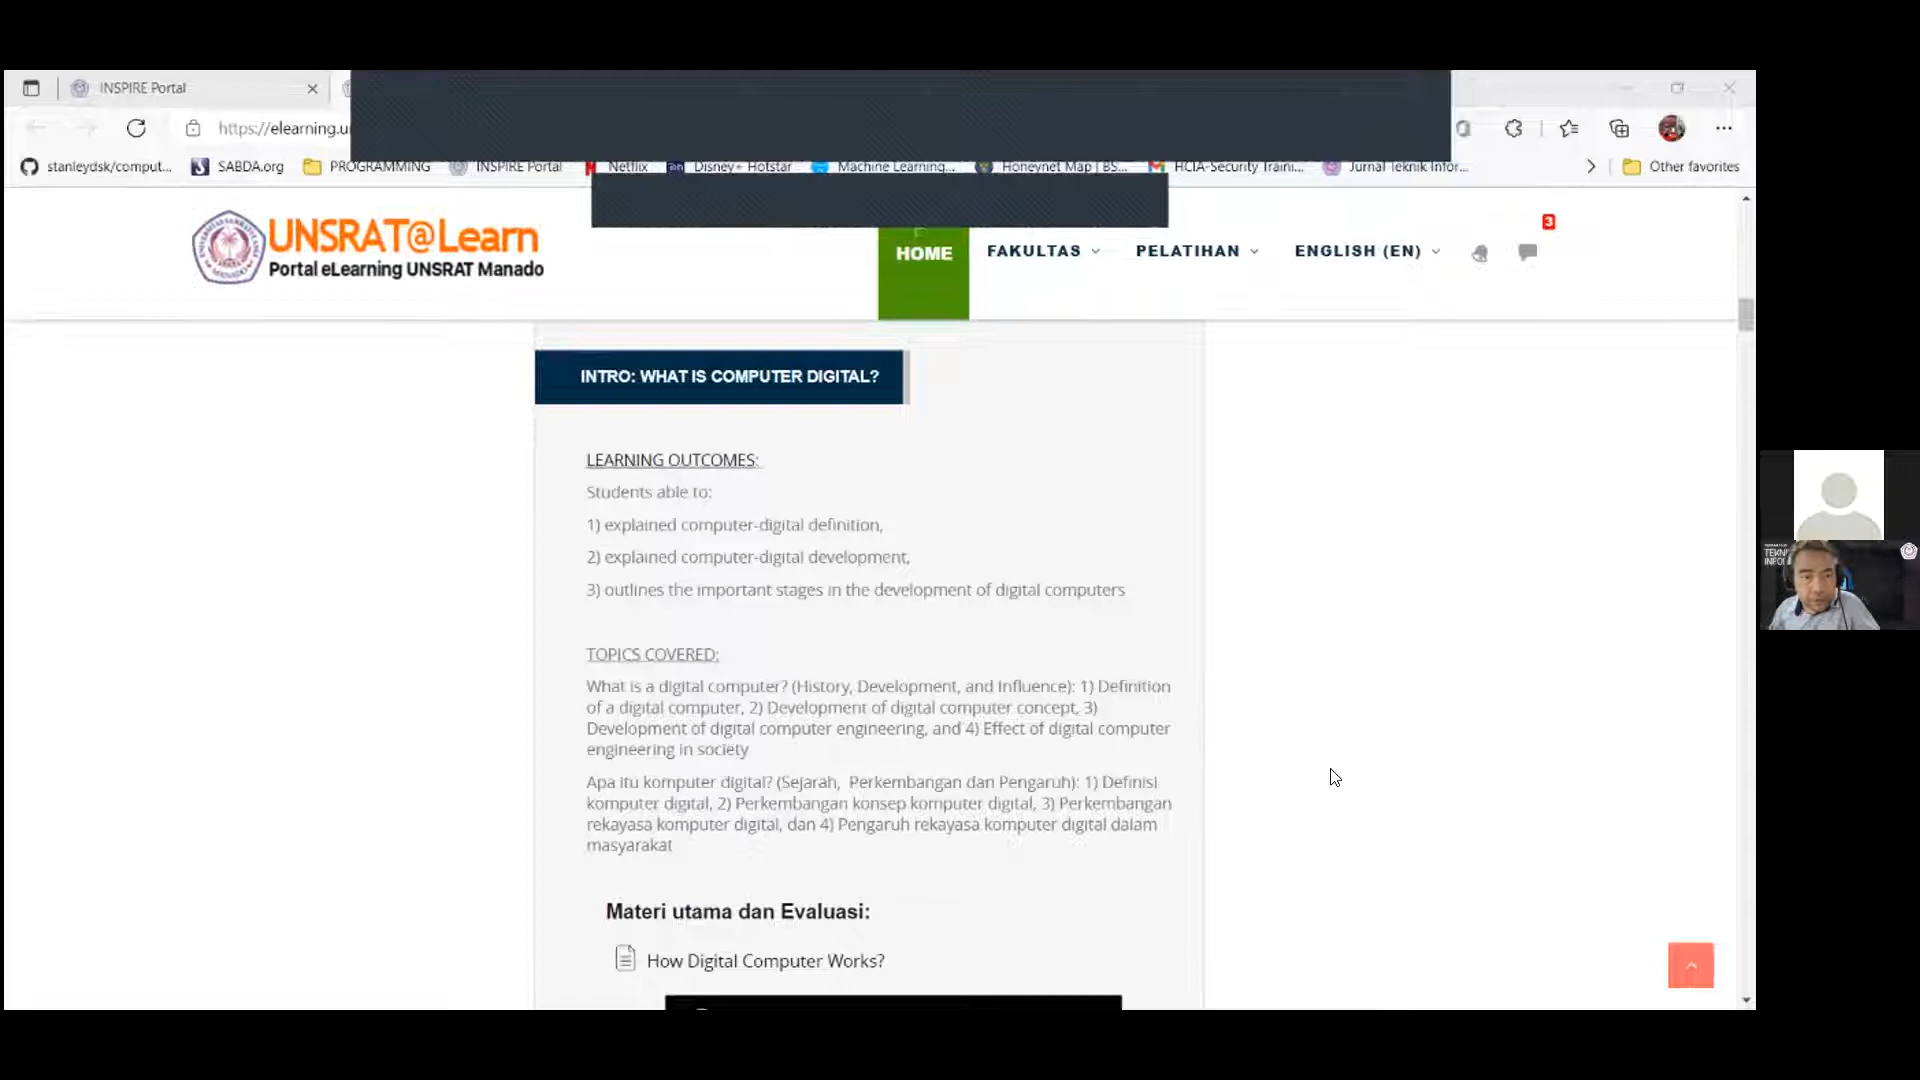 INSPIRE Portal
https://elearning.u
stanleydsk/comput... SABDA.org PROGRAMMING INSPIRE Portal Netflix Disney+ Hotstar Machine Learning... Honeynet Map | BS... HCIA-Security Traini... Jurnal Teknik Infor... Other favorites
UNSRAT@Learn
Portal eLearning UNSRAT Manado
HOME FAKULTAS PELATIHAN ENGLISH (EN) 3
INTRO: WHAT IS COMPUTER DIGITAL?
LEARNING OUTCOMES:
Students able to:
1) explained computer-digital definition,
2) explained computer-digital development,
3) outlines the important stages in the development of digital computers
TOPICS COVERED:
What is a digital computer? (History, Development, and Influence): 1) Definition
of a digital computer, 2) Development of digital computer concept, 3)
Development of digital computer engineering, and 4) Effect of digital computer
engineering in society
Apa itu komputer digital? (Sejarah, Perkembangan dan Pengaruh): 1) Definisi
komputer digital, 2) Perkembangan konsep komputer digital, 3) Perkembangan
rekayasa komputer digital, dan 4) Pengaruh rekayasa komputer digital dalam
masyarakat
Materi utama dan Evaluasi:
How Digital Computer Works?